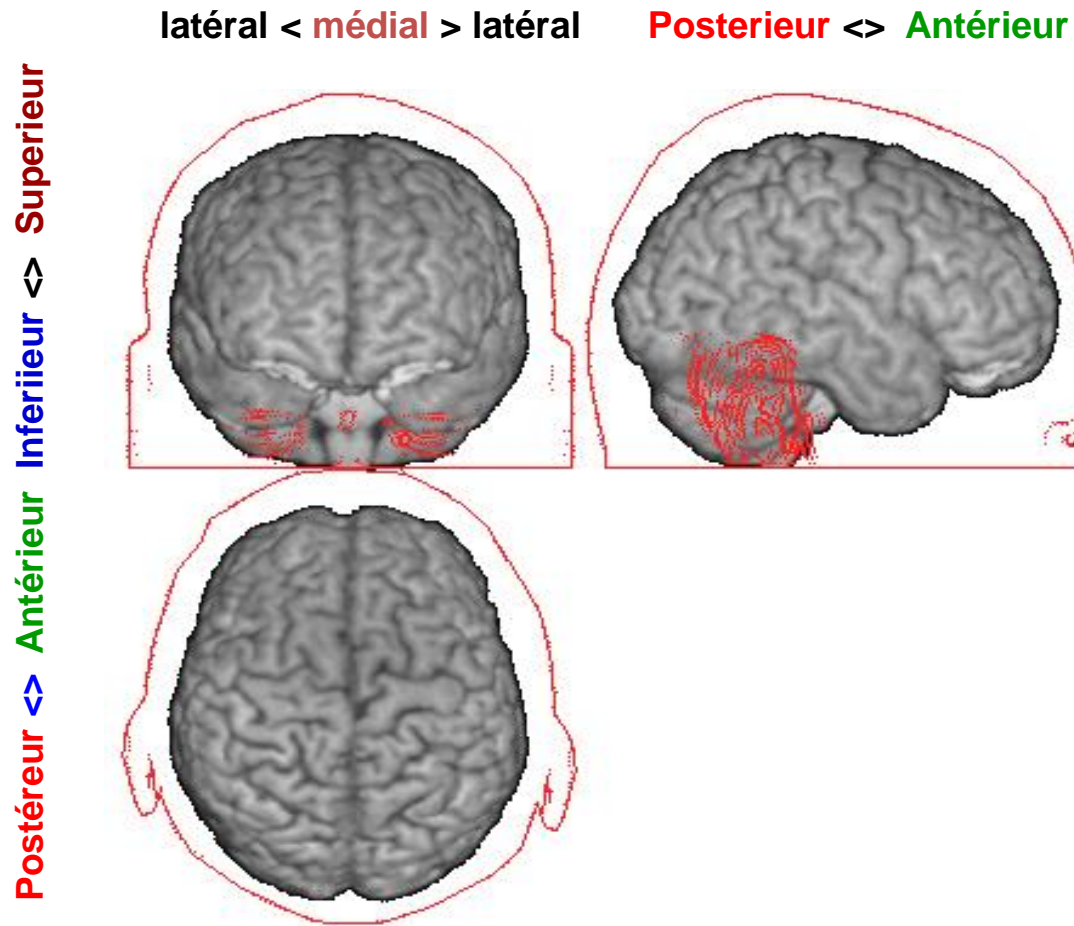 latéral < médial > latéral
Posterieur <> Antérieur
Inferiieur <> Superieur
Postéreur <> Antérieur